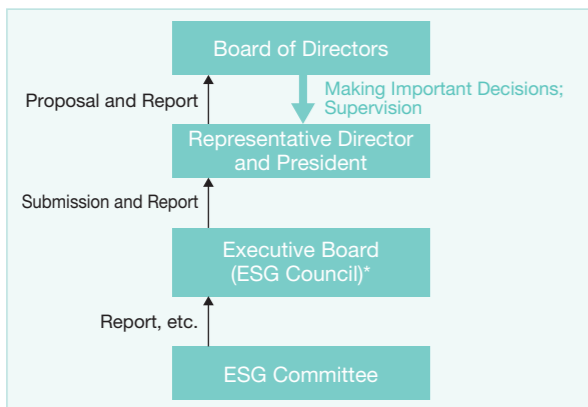 Board of Directors
Proposal and Report
Making Important Decisions;
Supervision
Representative Director
and President
Submission and Report
Executive Board
(ESG Council)*
Report, etc.
ESG Committee